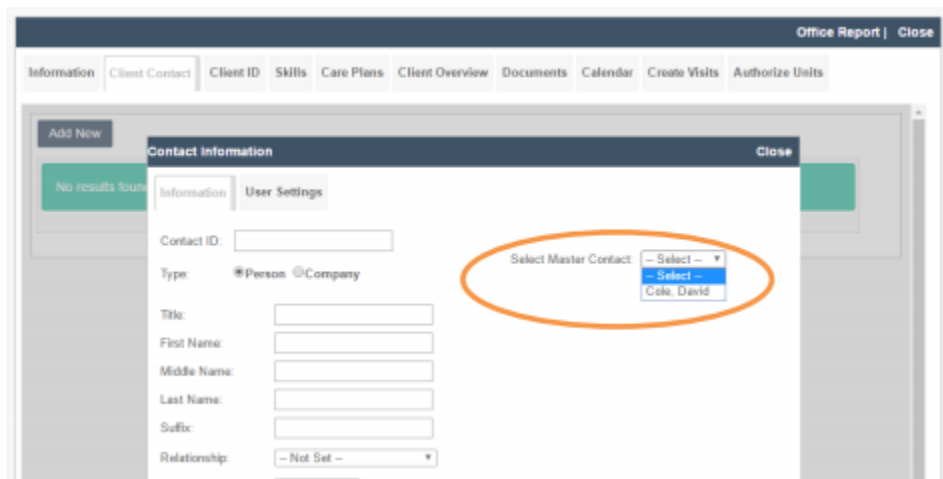 Office Report | Close
Information Client Contact Client ID Skills Care Plans Client Overview Documents Calendar Create Visits Authorize Units
Add New
Contact Information Close
No results foun
Information User Settings
Contact ID:
Select Master Contact: -- Select --
Type: Person Company
-- Select --
Cole, David
Title:
First Name:
Middle Name:
Last Name:
Suffix:
Relationship: -- Not Set --